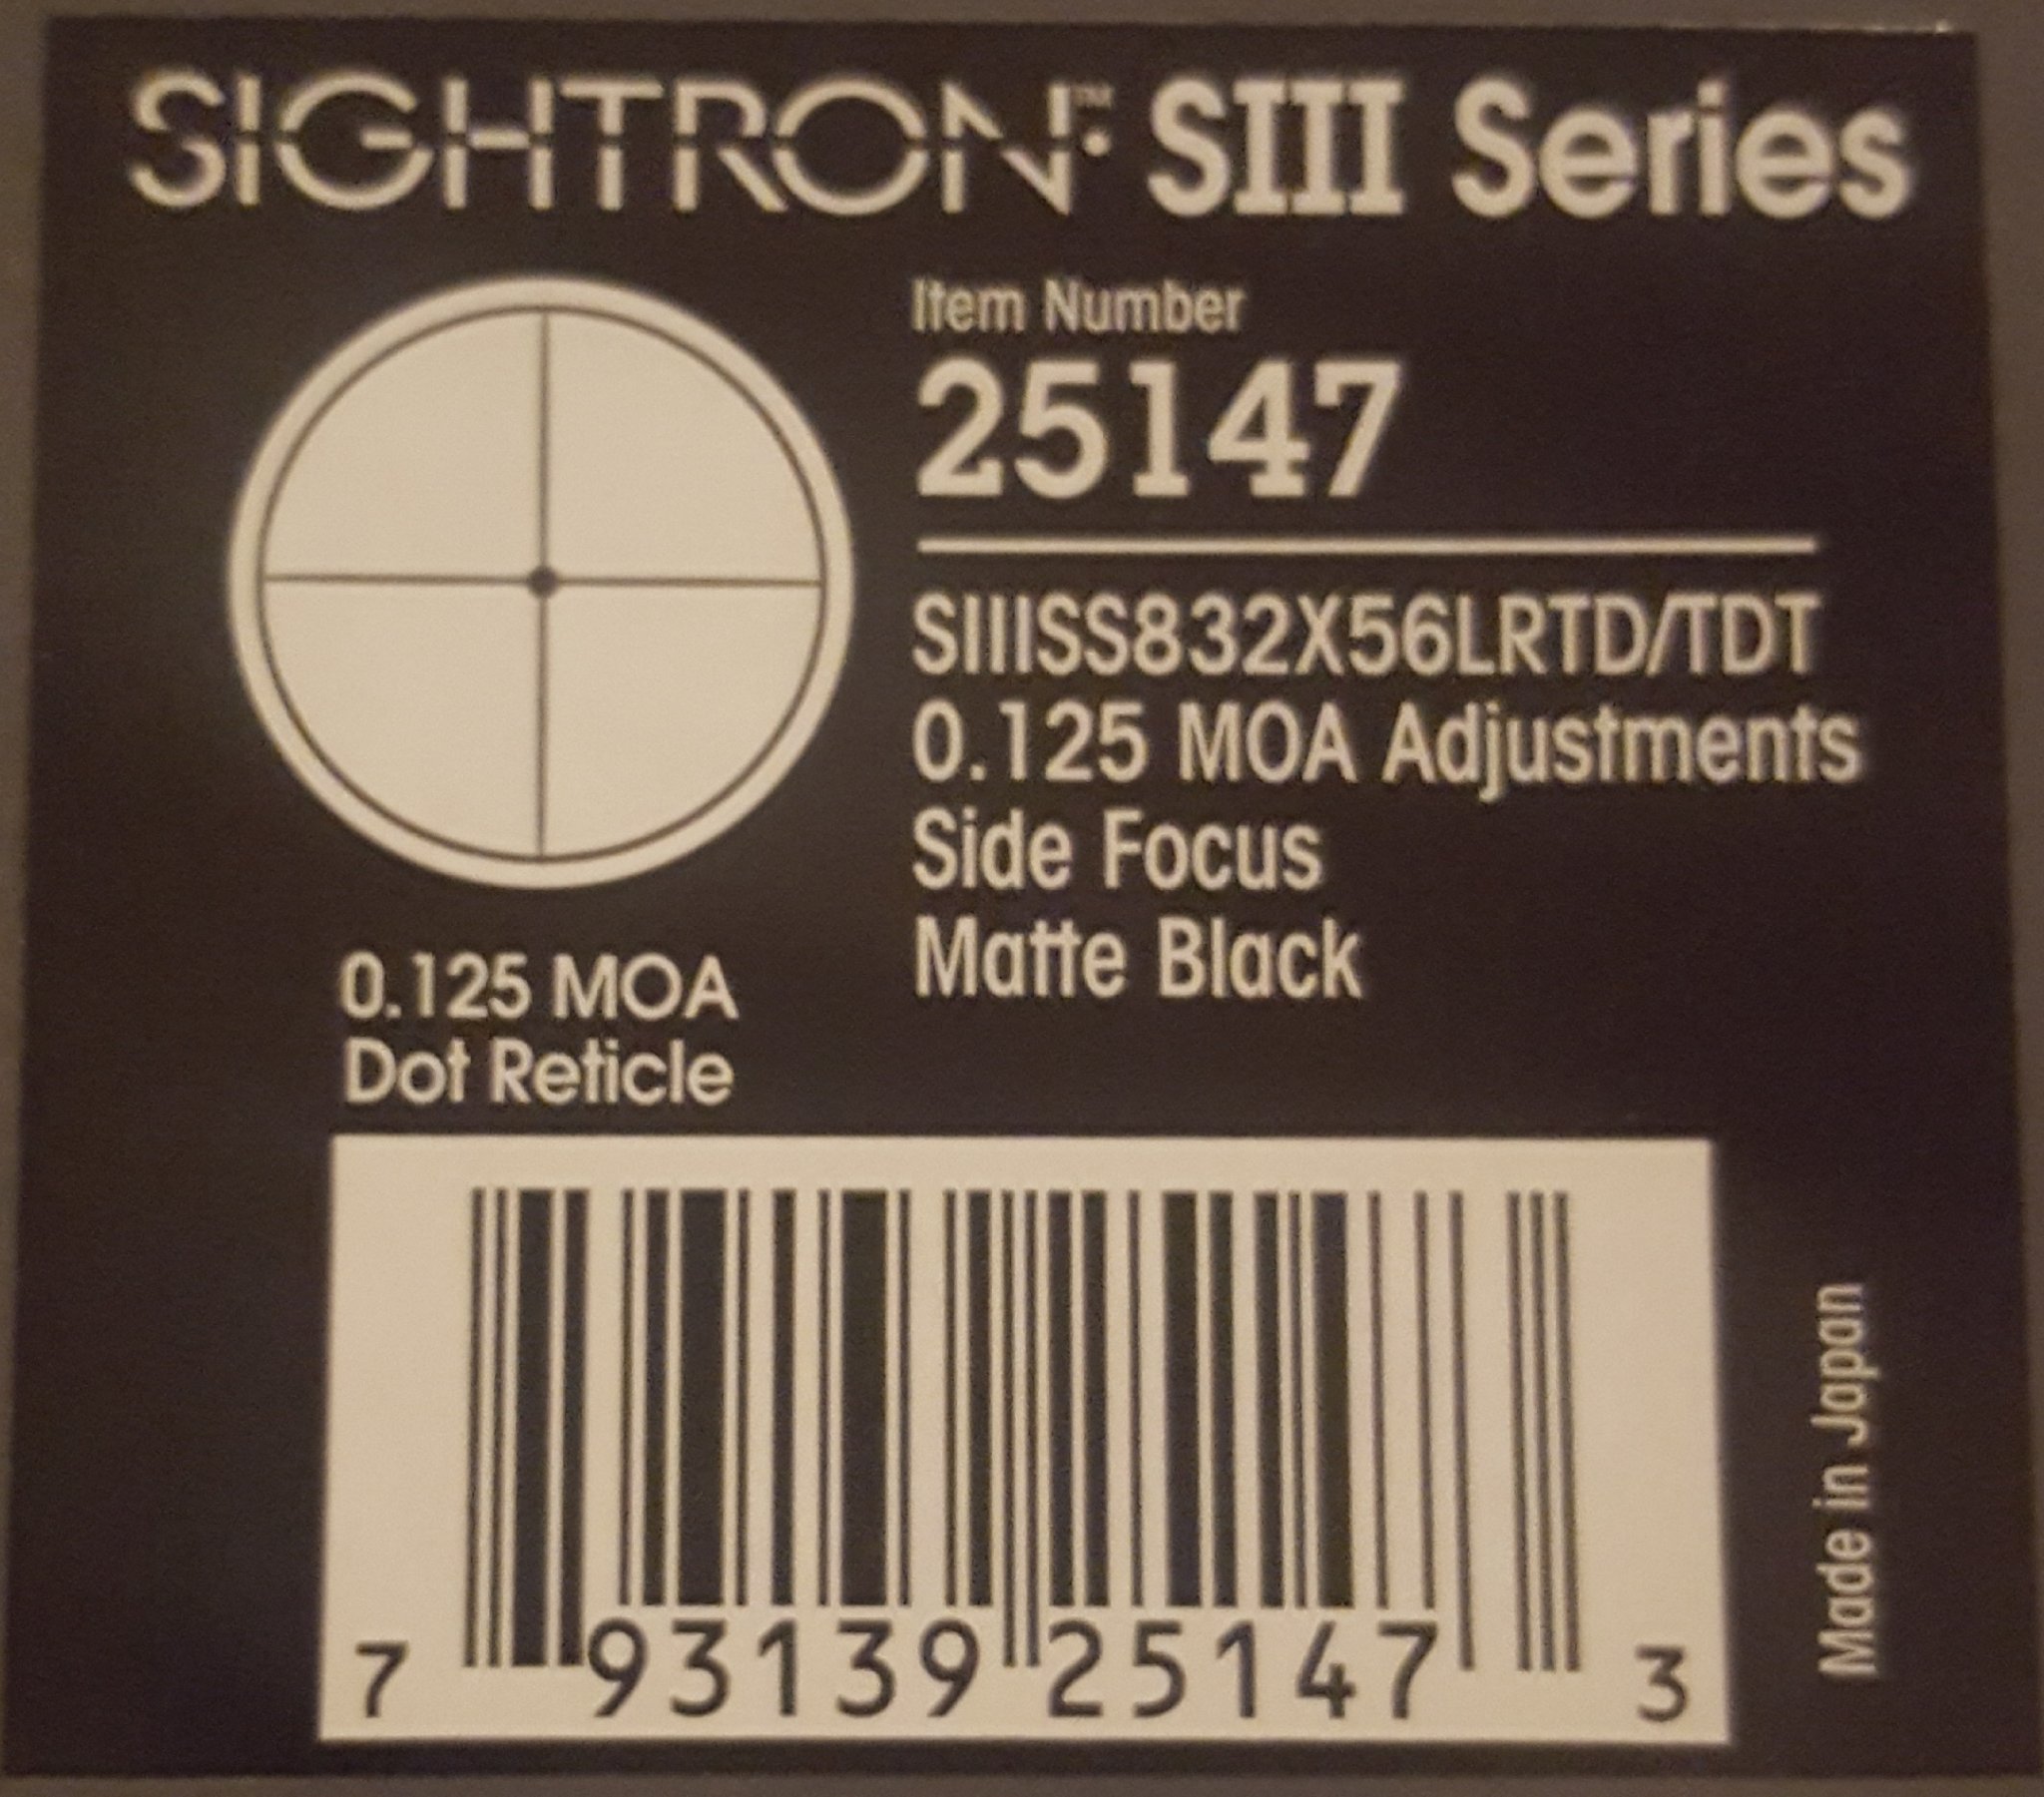 SIGHTRON™ SIII Series
Item Number
25147
SIIISS832X56LRTD/TDT
0.125 MOA Adjustments
Side Focus
Matte Black
0.125 MOA
Dot Reticle
7 93139 25147 3
Made in Japan